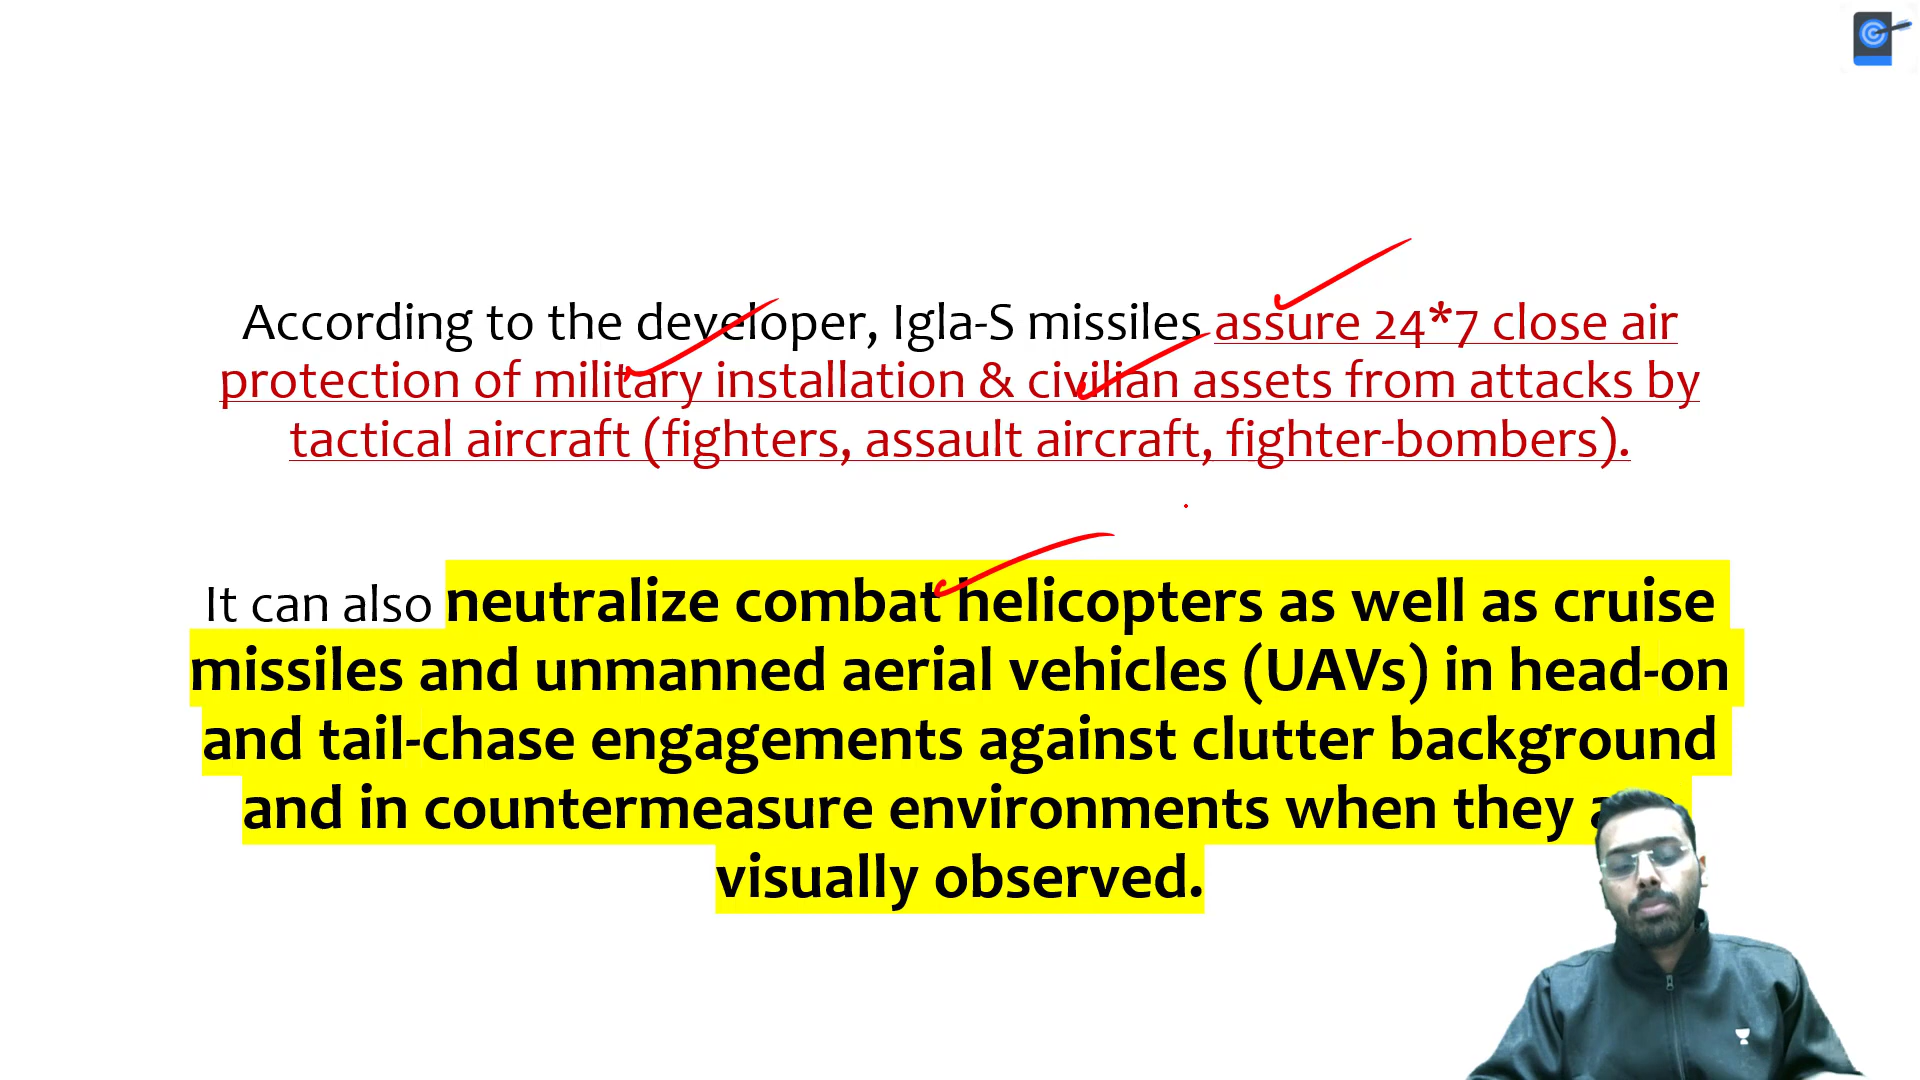 According to the developer, Igla-S missiles assure 24*7 close air
protection of military installation & civilian assets from attacks by
tactical aircraft (fighters, assault aircraft, fighter-bombers).
It can also neutralize combat helicopters as well as cruise
missiles and unmanned aerial vehicles (UAVs) in head-on
and tail-chase engagements against clutter background
and in countermeasure environments when they
visually observed.